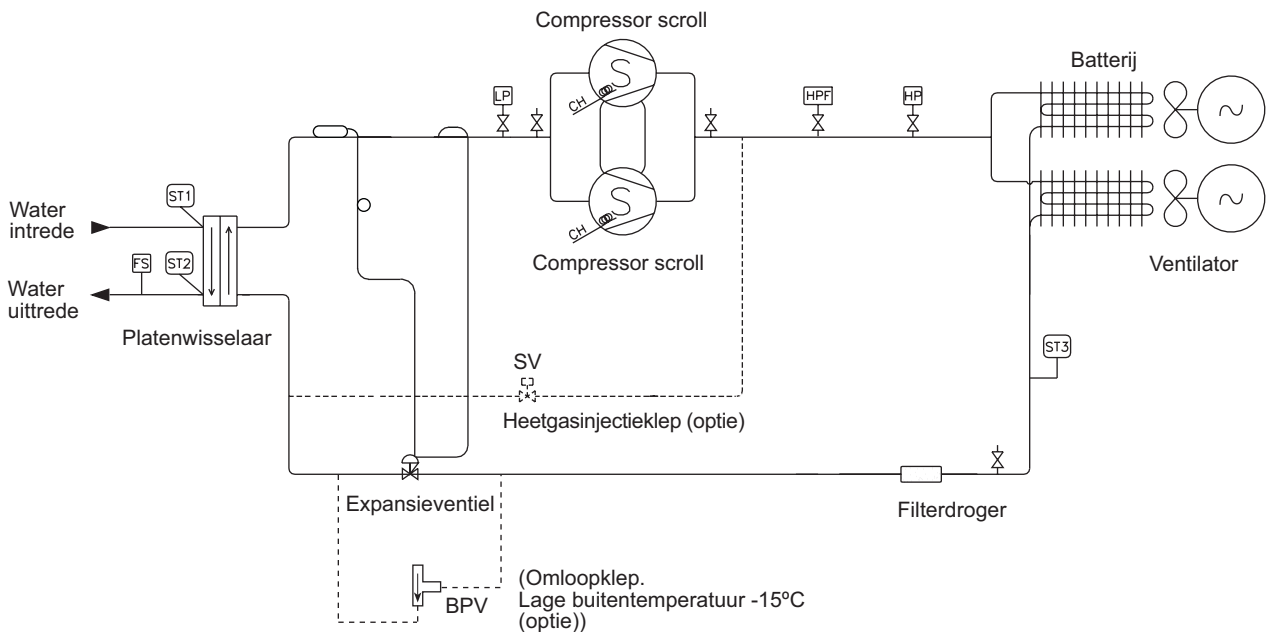 Compressor scroll
Batterij
LP
CH
HPF
HP
ST1
Water
intrede
CH
FS
ST2
Compressor scroll
Ventilator
Water
uittrede
Platenwisselaar
ST3
SV
Heetgasinjectieklep (optie)
Expansieventiel
Filterdroger
BPV
(Omloopklep.
Lage buitentemperatuur -15ºC
(optie))
S
S